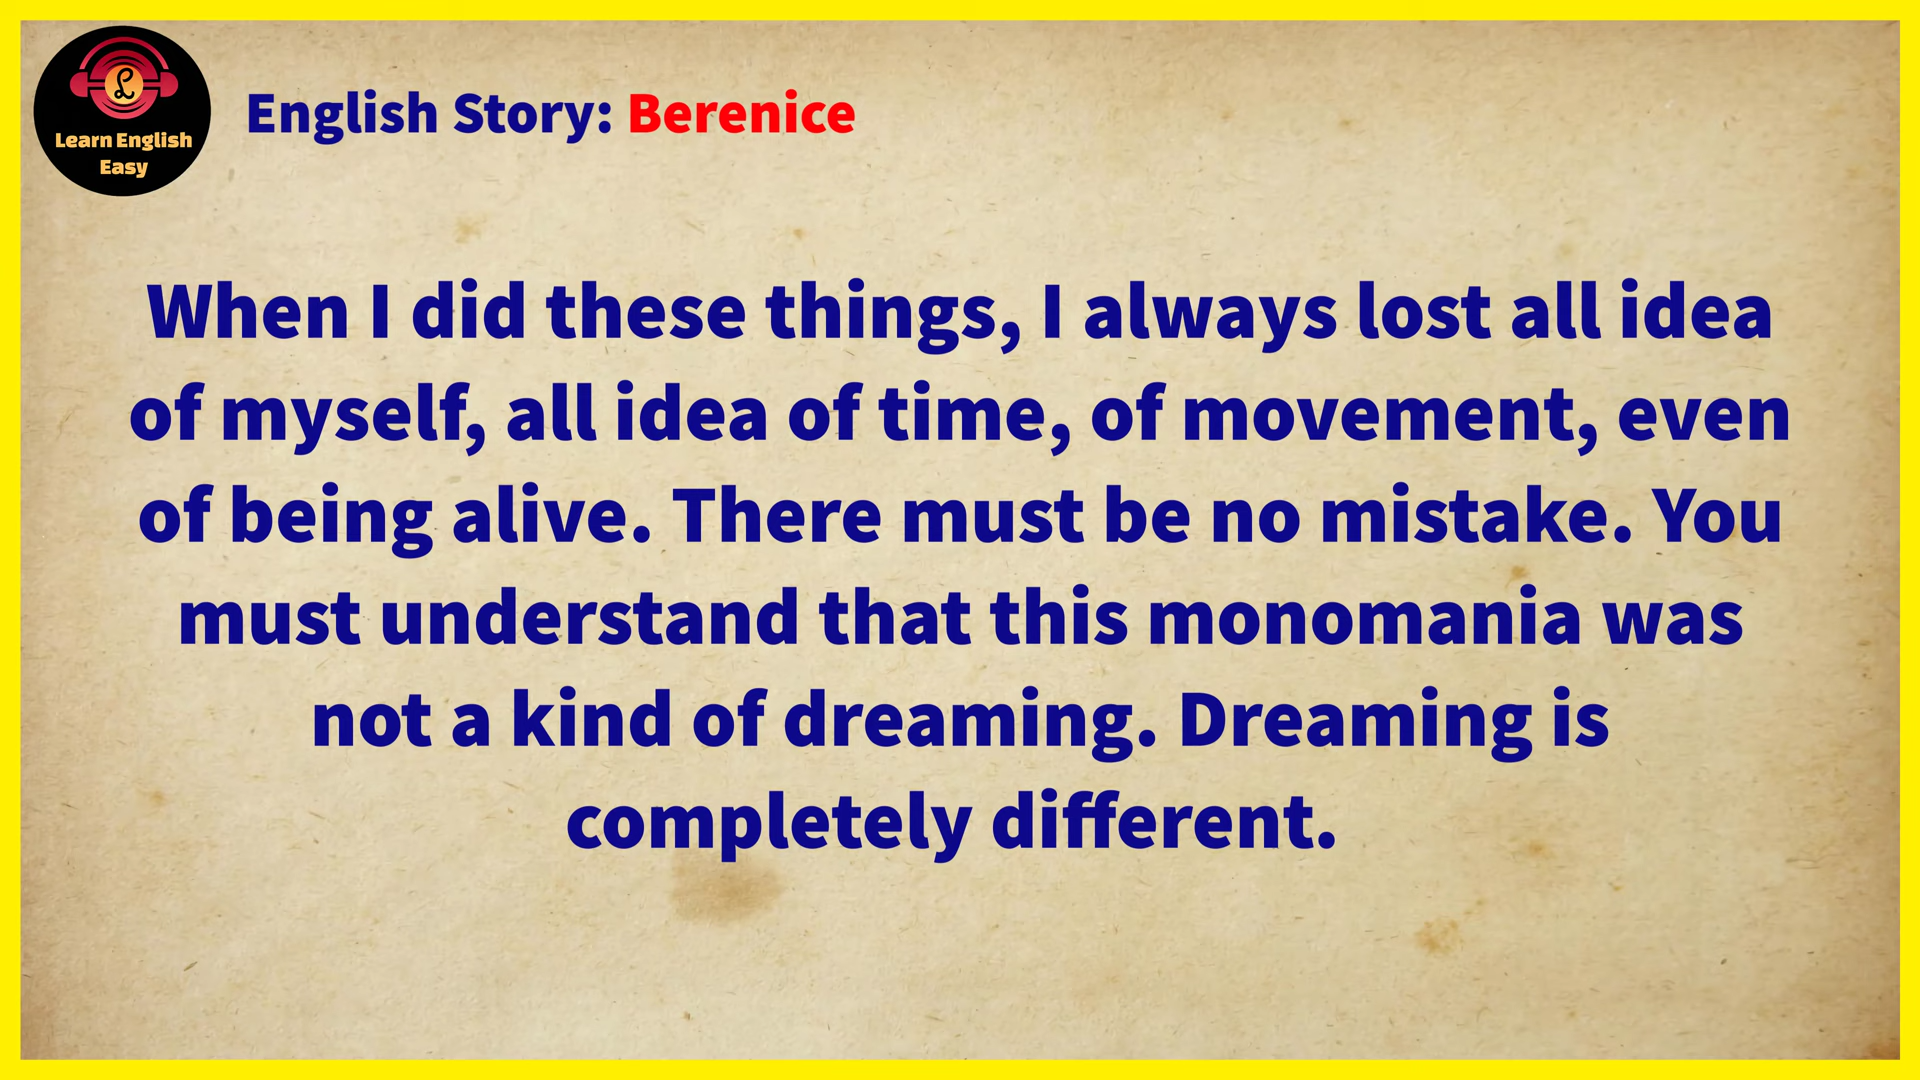 Learn English
Easy
English Story: Berenice
When I did these things, I always lost all idea
of myself, all idea of time, of movement, even
of being alive. There must be no mistake. You
must understand that this monomania was
not a kind of dreaming. Dreaming is
completely different.